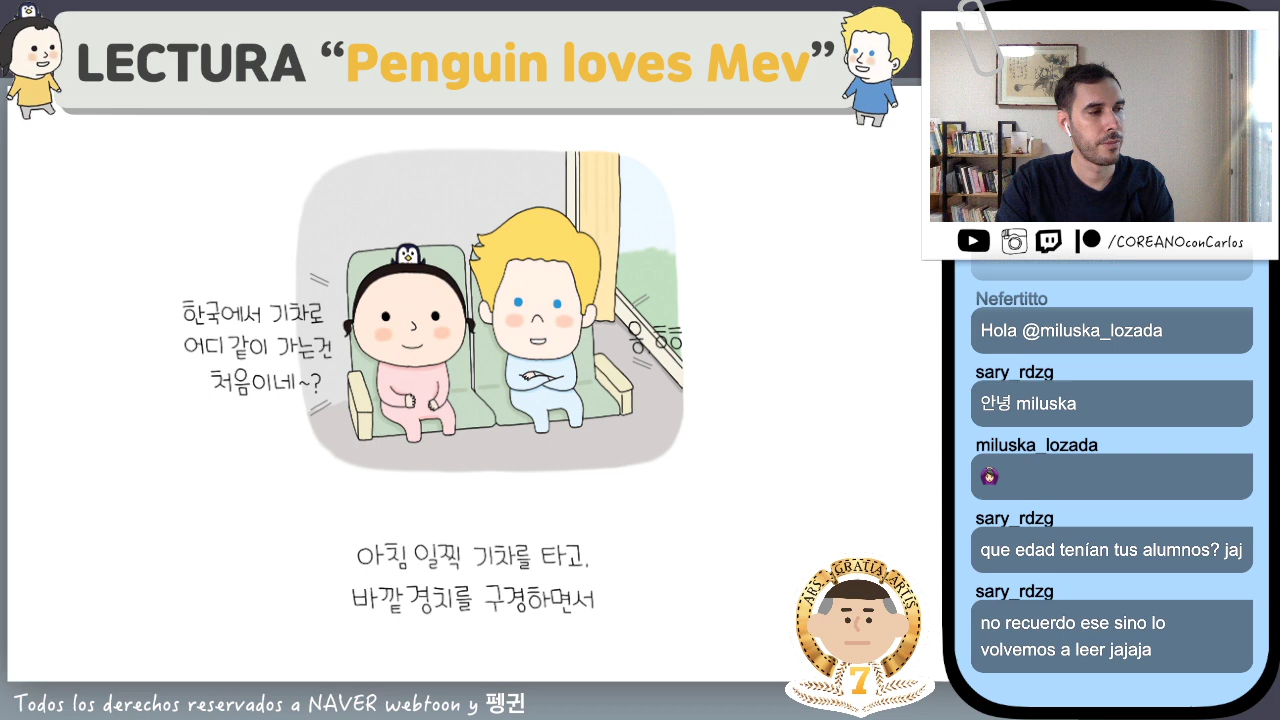 LECTURA “Penguin loves Mev”
한국에서 기차로
어디 같이 가는건
처음이네~?
응
아침 일찍 기차를 타고,
바깥 경치를 구경하면서
ARS GRATIA ARTIS
7
Todos los derechos reservados a NAVER webtoon y 펭귄
/COREANOconCarlos
Nefertitto
Hola @miluska_lozada
sary_rdzg
안녕 miluska
miluska_lozada
sary_rdzg
que edad tenían tus alumnos? jaj
sary_rdzg
no recuerdo ese sino lo
volvemos a leer jajaja